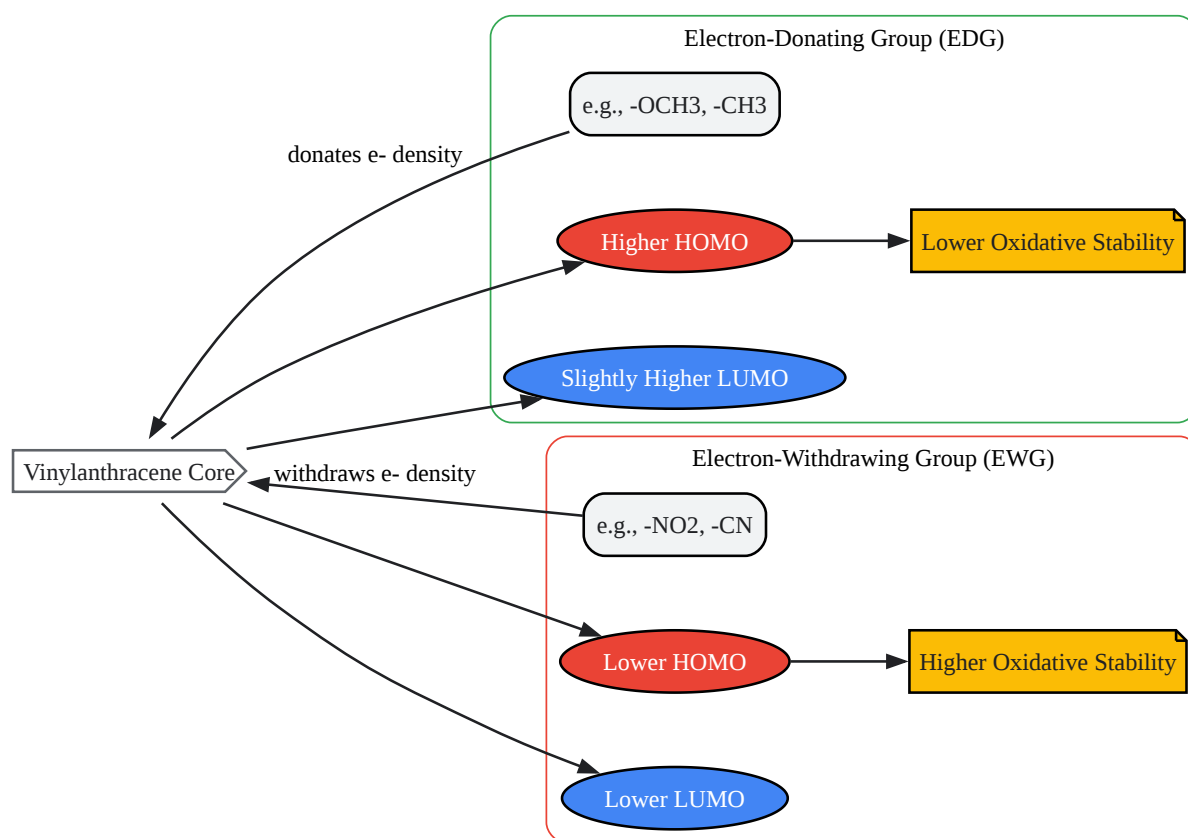 Electron-Donating Group (EDG)
e.g., -OCH3, -CH3
donates e- density
Higher HOMO
Lower Oxidative Stability
Slightly Higher LUMO
Vinylanthracene Core
withdraws e- density
Electron-Withdrawing Group (EWG)
e.g., -NO2, -CN
Lower HOMO
Higher Oxidative Stability
Lower LUMO